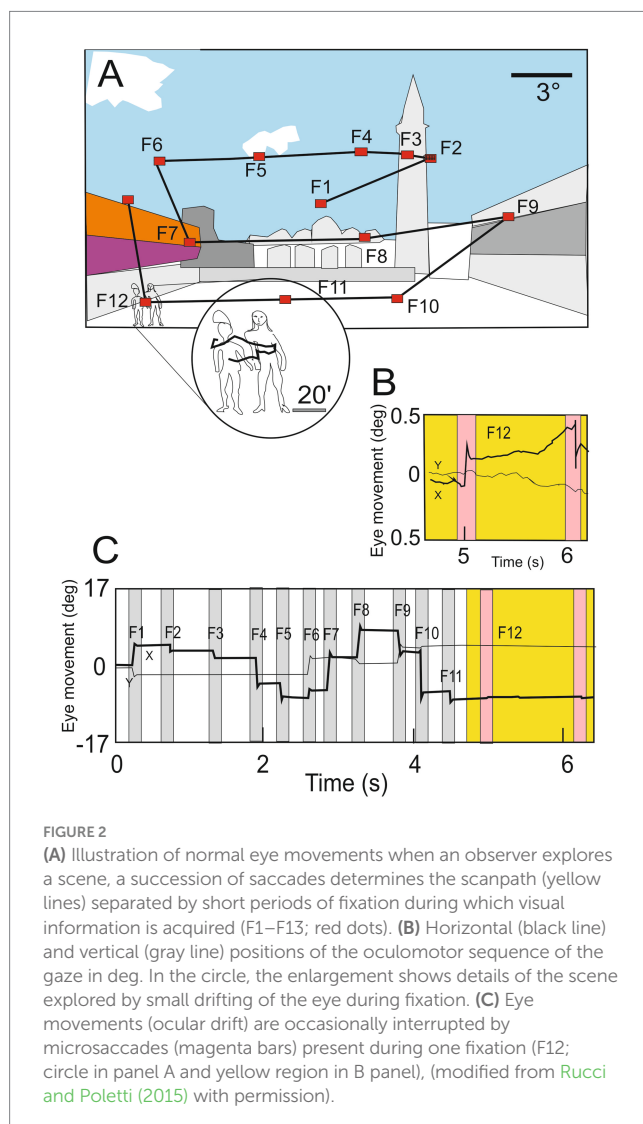 A
3°
F6
F4
F3
F2
F5
F1
F9
F7
F8
F12
F11
F10
20'
B
Eye movement (deg)
0.5
0
0.5
F12
Y
X
5
6
Time (s)
C
Eye movement (deg)
17
0
-17
F1
F2
F3
F4
F5
F6
F7
F8
F9
F10
F11
F12
X
Y
0
2
4
6
Time (s)
FIGURE 2
(A) Illustration of normal eye movements when an observer explores
a scene, a succession of saccades determines the scanpath (yellow
lines) separated by short periods of fixation during which visual
information is acquired (F1–F13; red dots). (B) Horizontal (black line)
and vertical (gray line) positions of the oculomotor sequence of the
gaze in deg. In the circle, the enlargement shows details of the scene
explored by small drifting of the eye during fixation. (C) Eye
movements (ocular drift) are occasionally interrupted by
microsaccades (magenta bars) present during one fixation (F12;
circle in panel A and yellow region in B panel), (modified from Rucci
and Poletti (2015) with permission).